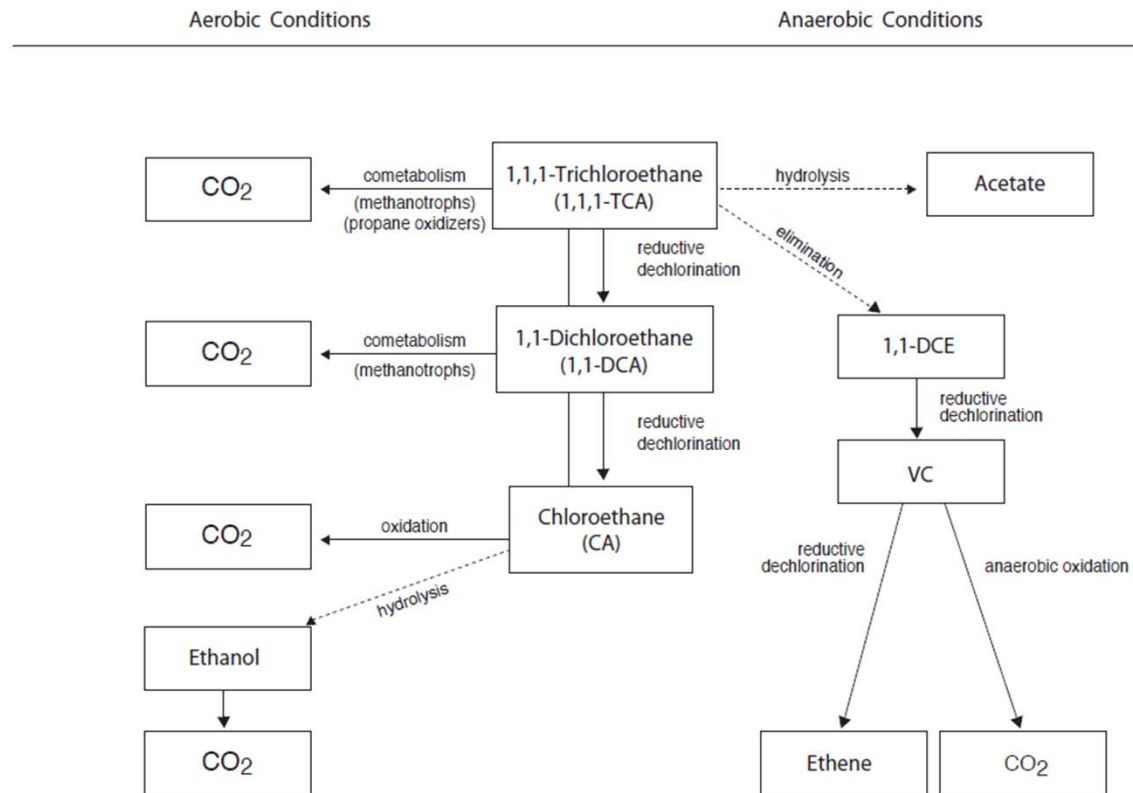 Aerobic Conditions
Anaerobic Conditions
CO2
cometabolism
(methanotrophs)
(propane oxidizers)
1,1,1-Trichloroethane
(1,1,1-TCA)
hydrolysis
Acetate
elimination
reductive
dechlorination
CO2
cometabolism
(methanotrophs)
1,1-Dichloroethane
(1,1-DCA)
1,1-DCE
reductive
dechlorination
reductive
dechlorination
VC
CO2
oxidation
Chloroethane
(CA)
hydrolysis
reductive
dechlorination
anaerobic oxidation
Ethanol
CO2
Ethene
CO2